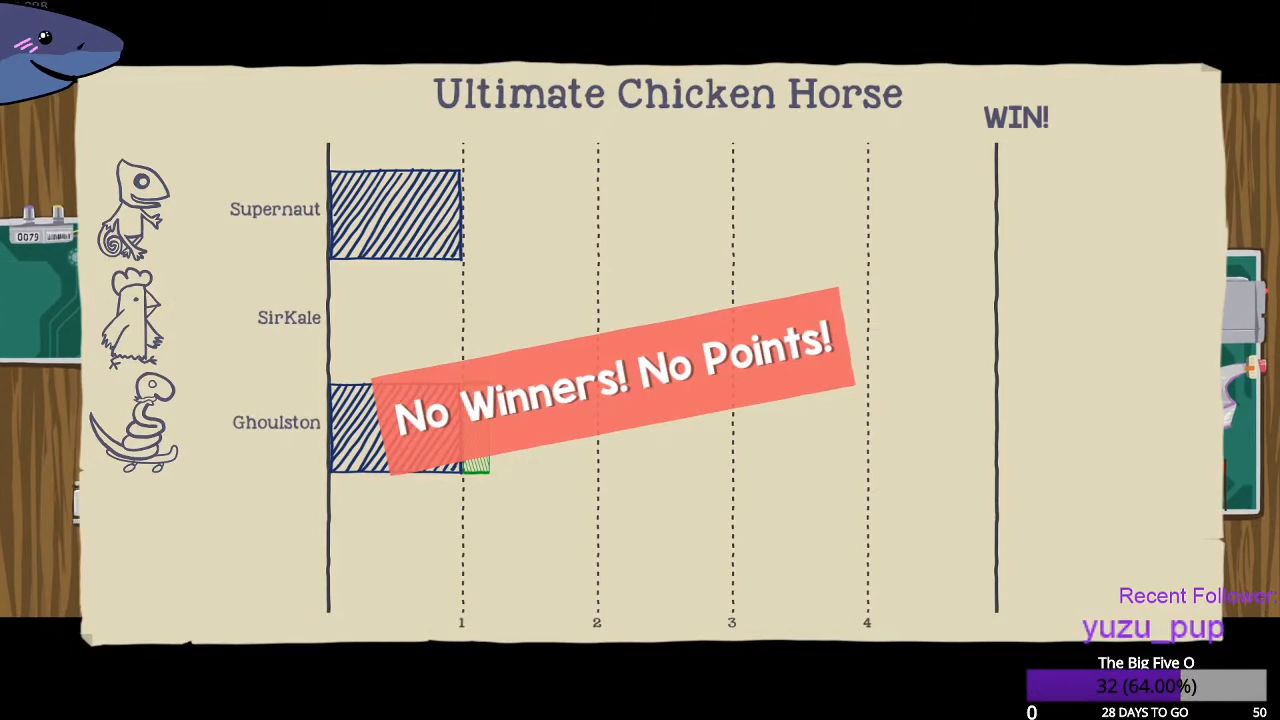 Ultimate Chicken Horse
WIN!
0079
Supernaut
SirKale
No Winners! No Points!
Ghoulston
1 2 3 4
Recent Follower:
yuzu_pup
The Big Five O
32 (64.00%)
0 28 DAYS TO GO 50